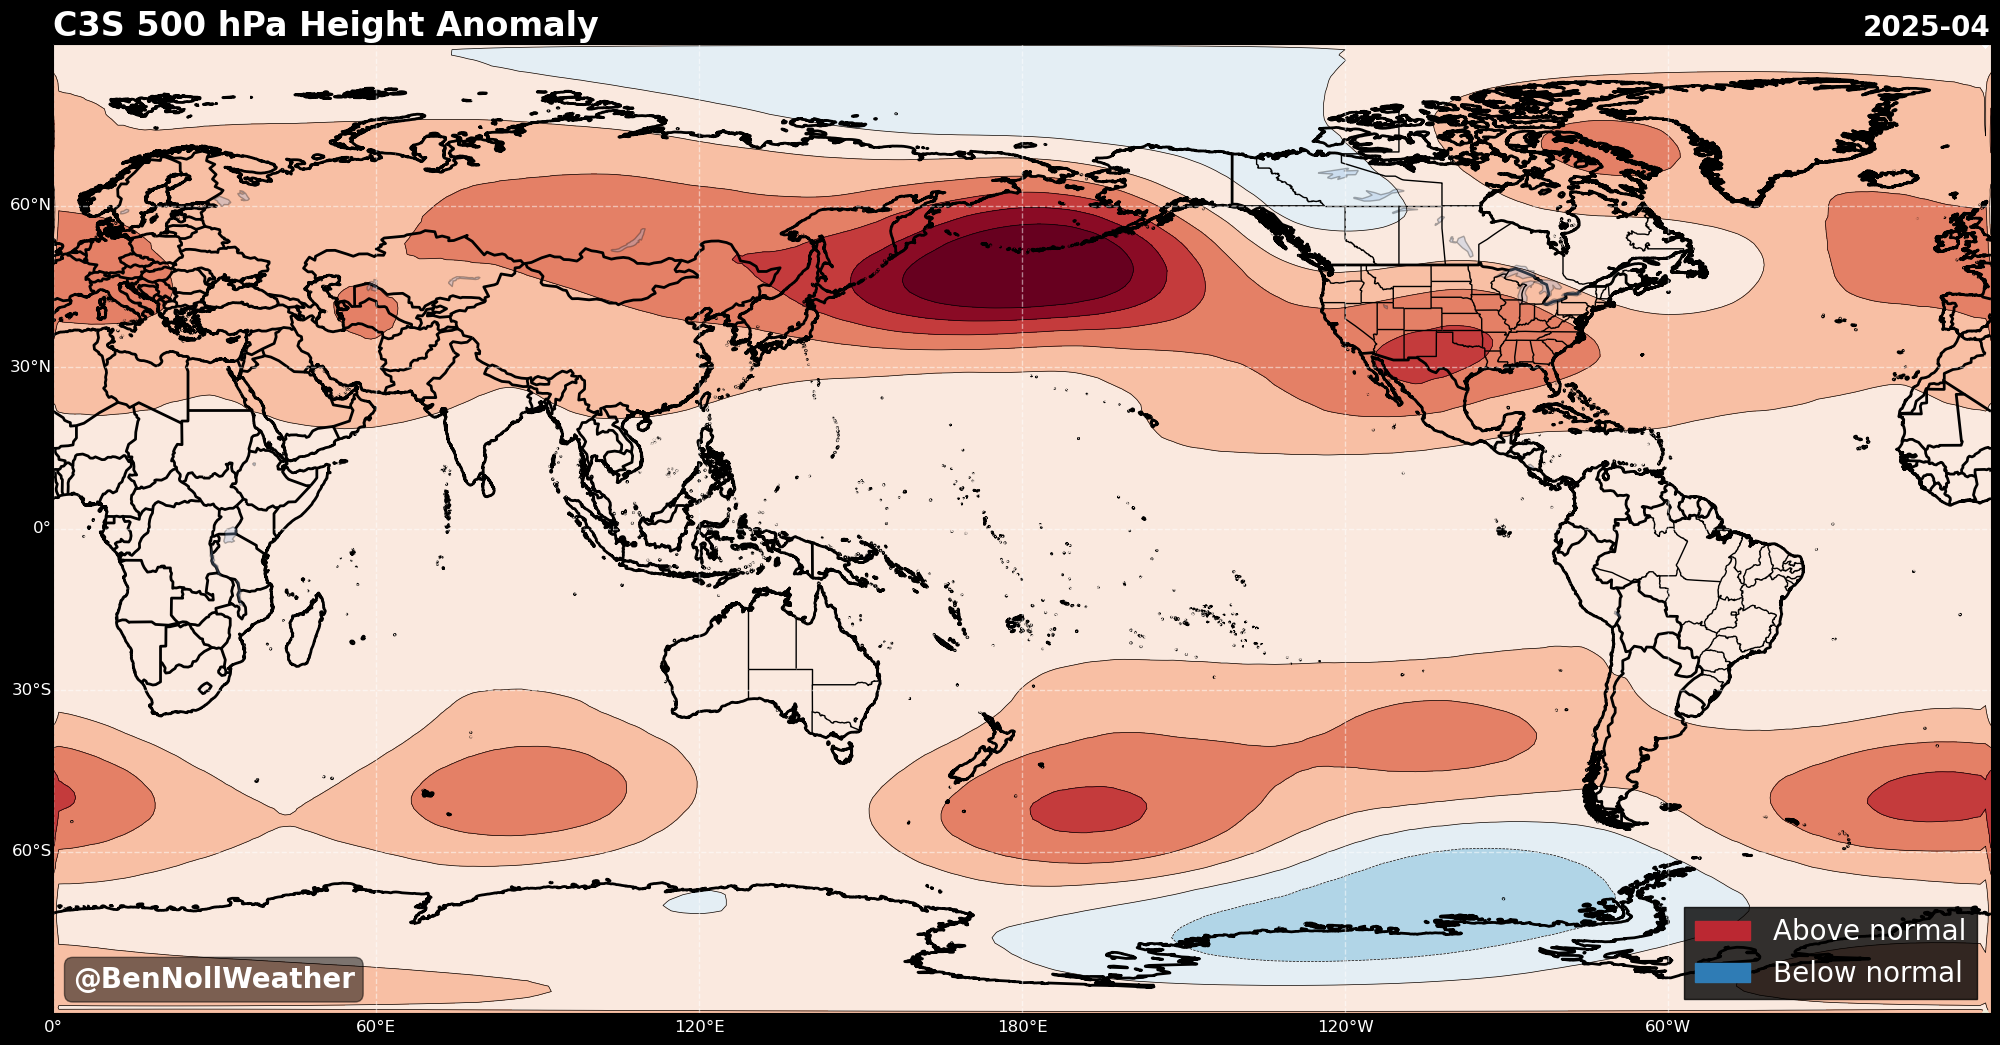 C3S 500 hPa Height Anomaly
2025-04
60°N
30°N
0°
30°S
60°S
@BenNollWeather
Above normal
Below normal
0°
60°E
120°E
180°E
120°W
60°W